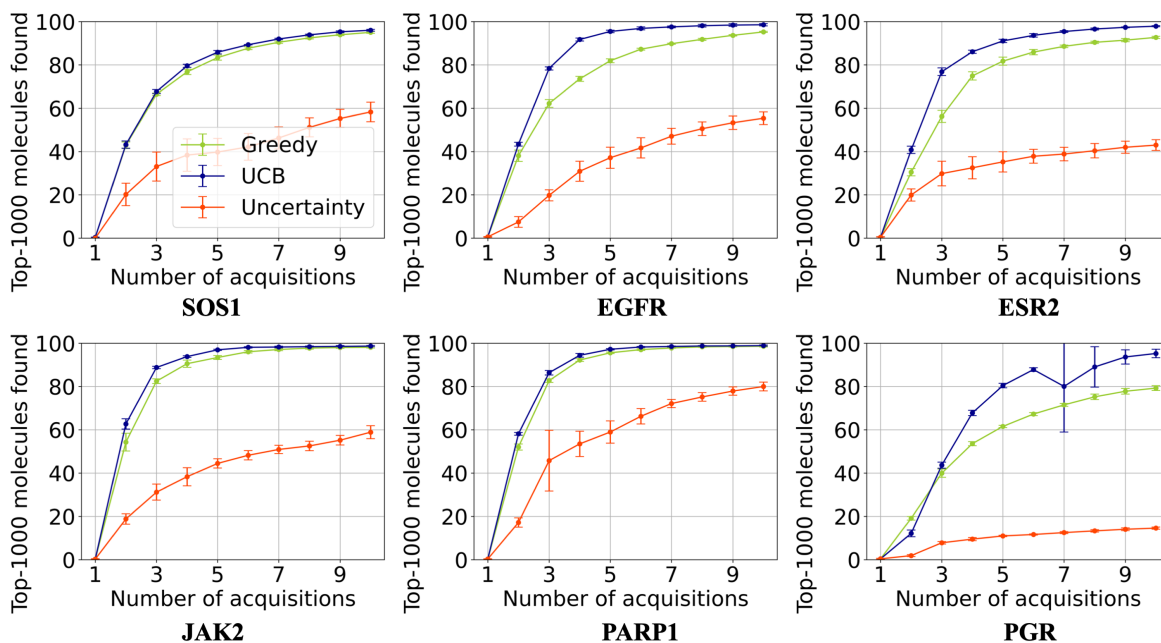 Top-1000 molecules found
100
80
60
40
20
0
Greedy
UCB
Uncertainty
1 3 5 7 9
Number of acquisitions
SOS1
Top-1000 molecules found
100
80
60
40
20
0
1 3 5 7 9
Number of acquisitions
EGFR
Top-1000 molecules found
100
80
60
40
20
0
1 3 5 7 9
Number of acquisitions
ESR2
Top-1000 molecules found
100
80
60
40
20
0
1 3 5 7 9
Number of acquisitions
JAK2
Top-1000 molecules found
100
80
60
40
20
0
1 3 5 7 9
Number of acquisitions
PARP1
Top-1000 molecules found
100
80
60
40
20
0
1 3 5 7 9
Number of acquisitions
PGR